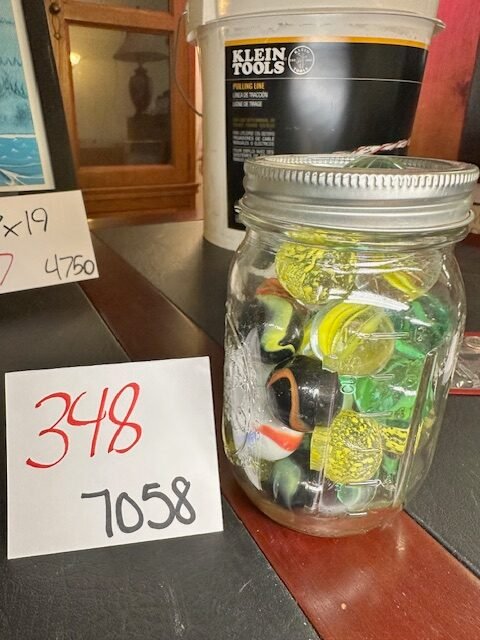 KLEIN
TOOLS
PULLING LINE
LÍNEA DE TRACCIÓN
LIGNE DE TIRAGE
x19
4750
348
7058